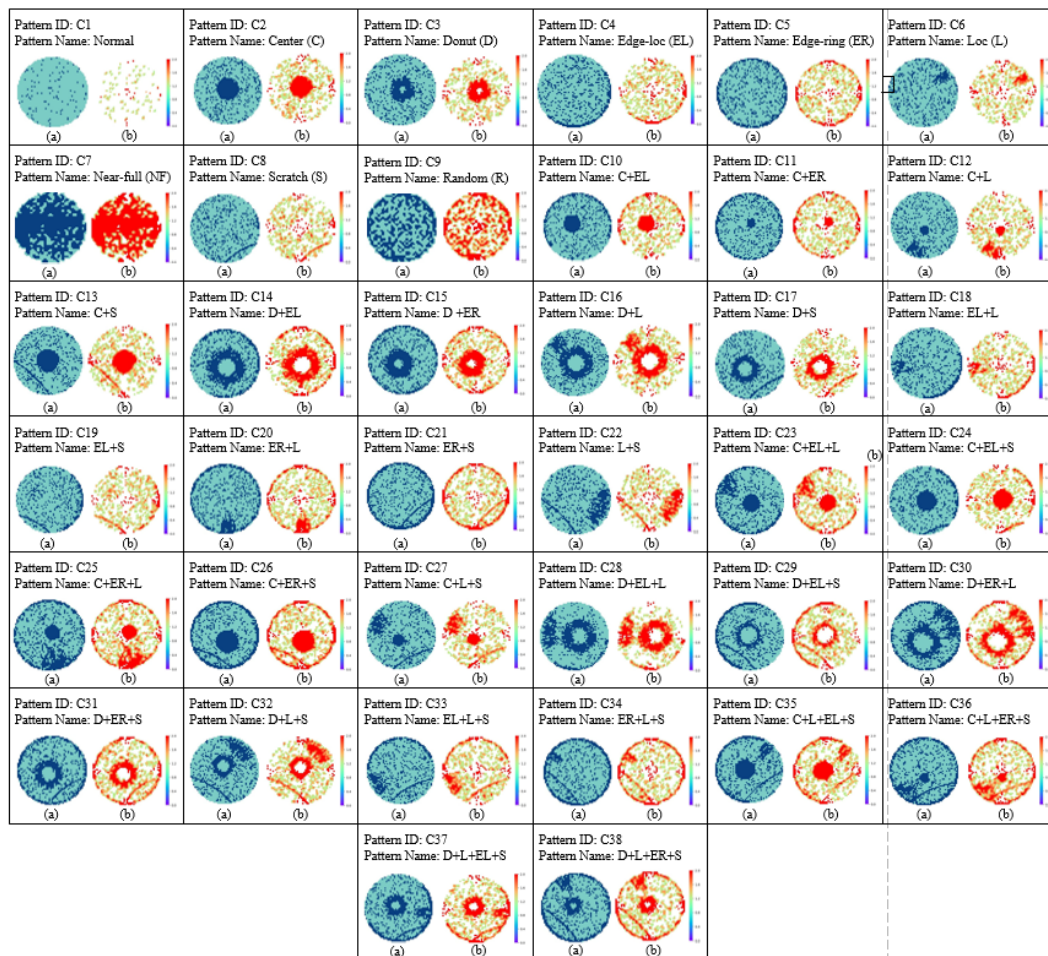 Pattern ID: C1
Pattern Name: Normal
(a) (b)
Pattern ID: C2
Pattern Name: Center (C)
(a) (b)
Pattern ID: C3
Pattern Name: Donut (D)
(a) (b)
Pattern ID: C4
Pattern Name: Edge-loc (EL)
(a) (b)
Pattern ID: C5
Pattern Name: Edge-ring (ER)
(a) (b)
Pattern ID: C6
Pattern Name: Loc (L)
(a) (b)
Pattern ID: C7
Pattern Name: Near-full (NF)
(a) (b)
Pattern ID: C8
Pattern Name: Scratch (S)
(a) (b)
Pattern ID: C9
Pattern Name: Random (R)
(a) (b)
Pattern ID: C10
Pattern Name: C+EL
(a) (b)
Pattern ID: C11
Pattern Name: C+ER
(a) (b)
Pattern ID: C12
Pattern Name: C+L
(a) (b)
Pattern ID: C13
Pattern Name: C+S
(a) (b)
Pattern ID: C14
Pattern Name: D+EL
(a) (b)
Pattern ID: C15
Pattern Name: D +ER
(a) (b)
Pattern ID: C16
Pattern Name: D+L
(a) (b)
Pattern ID: C17
Pattern Name: D+S
(a) (b)
Pattern ID: C18
Pattern Name: EL+L
(a) (b)
Pattern ID: C19
Pattern Name: EL+S
(a) (b)
Pattern ID: C20
Pattern Name: ER+L
(a) (b)
Pattern ID: C21
Pattern Name: ER+S
(a) (b)
Pattern ID: C22
Pattern Name: L+S
(a) (b)
Pattern ID: C23
Pattern Name: C+EL+L
(b)
(a) (b)
Pattern ID: C24
Pattern Name: C+EL+S
(a) (b)
Pattern ID: C25
Pattern Name: C+ER+L
(a) (b)
Pattern ID: C26
Pattern Name: C+ER+S
(a) (b)
Pattern ID: C27
Pattern Name: C+L+S
(a) (b)
Pattern ID: C28
Pattern Name: D+EL+L
(a) (b)
Pattern ID: C29
Pattern Name: D+EL+S
(a) (b)
Pattern ID: C30
Pattern Name: D+ER+L
(a) (b)
Pattern ID: C31
Pattern Name: D+ER+S
(a) (b)
Pattern ID: C32
Pattern Name: D+L+S
(a) (b)
Pattern ID: C33
Pattern Name: EL+L+S
(a) (b)
Pattern ID: C34
Pattern Name: ER+L+S
(a) (b)
Pattern ID: C35
Pattern Name: C+L+EL+S
(a) (b)
Pattern ID: C36
Pattern Name: C+L+ER+S
(a) (b)
Pattern ID: C37
Pattern Name: D+L+EL+S
(a) (b)
Pattern ID: C38
Pattern Name: D+L+ER+S
(a) (b)